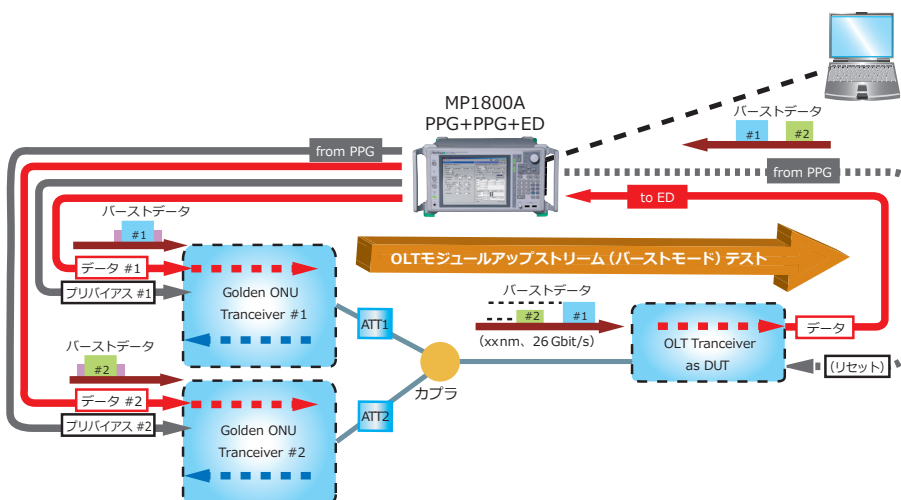 MP1800A
PPG+PPG+ED
バーストデータ
#1
#2
from PPG
from PPG
to ED
バーストデータ
#1
データ #1
プリバイアス #1
Golden ONU
Tranceiver #1
OLTモジュールアップストリーム（バーストモード）テスト
ATT1
バーストデータ
#2
#1
(xx nm、26 Gbit/s)
OLT Tranceiver
as DUT
データ
(リセット)
カプラ
バーストデータ
#2
データ #2
プリバイアス #2
Golden ONU
Tranceiver #2
ATT2